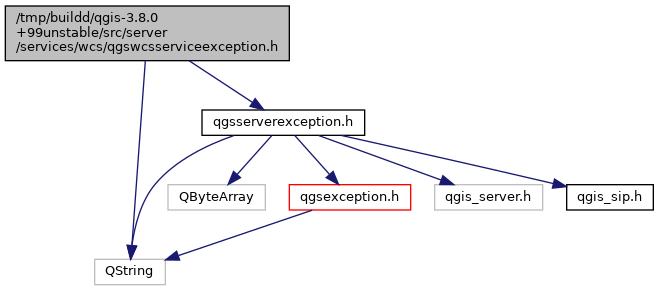 /tmp/buildd/qgis-3.8.0
+99unstable/src/server
/services/wcs/qgswcsserviceexception.h
qgsserverexception.h
QByteArray
qgsexception.h
qgis_server.h
qgis_sip.h
QString